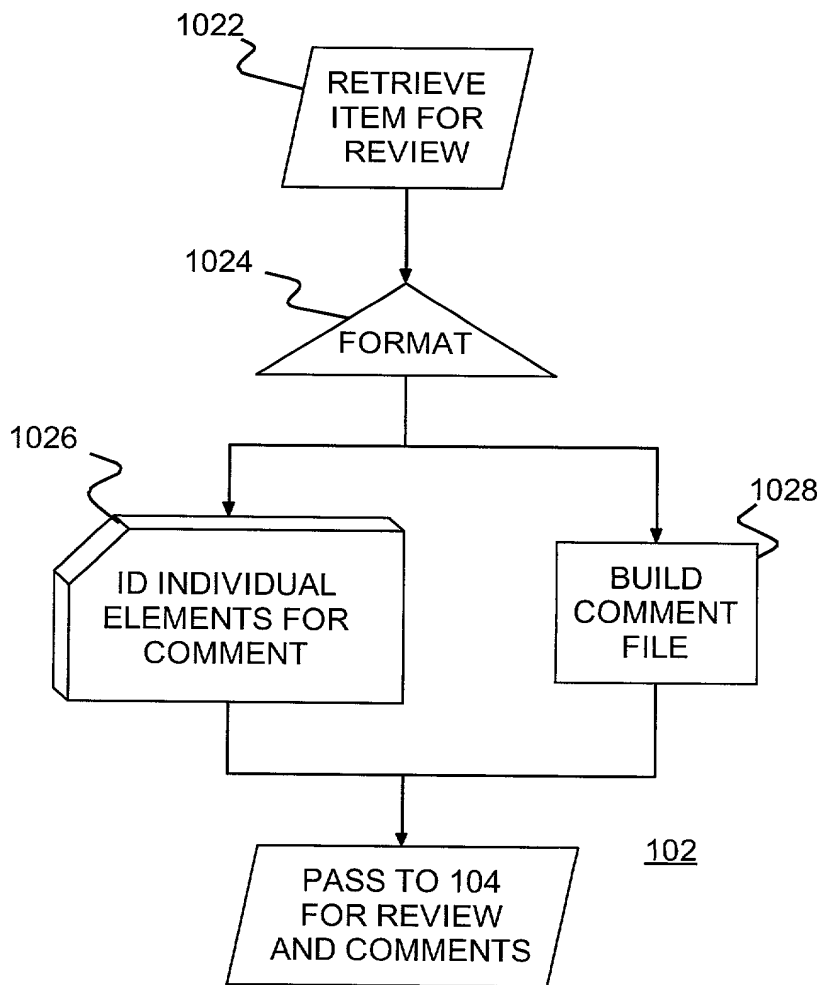 1022
RETRIEVE
ITEM FOR
REVIEW
1024
FORMAT
1026
ID INDIVIDUAL
ELEMENTS FOR
COMMENT
1028
BUILD
COMMENT
FILE
102
PASS TO 104
FOR REVIEW
AND COMMENTS